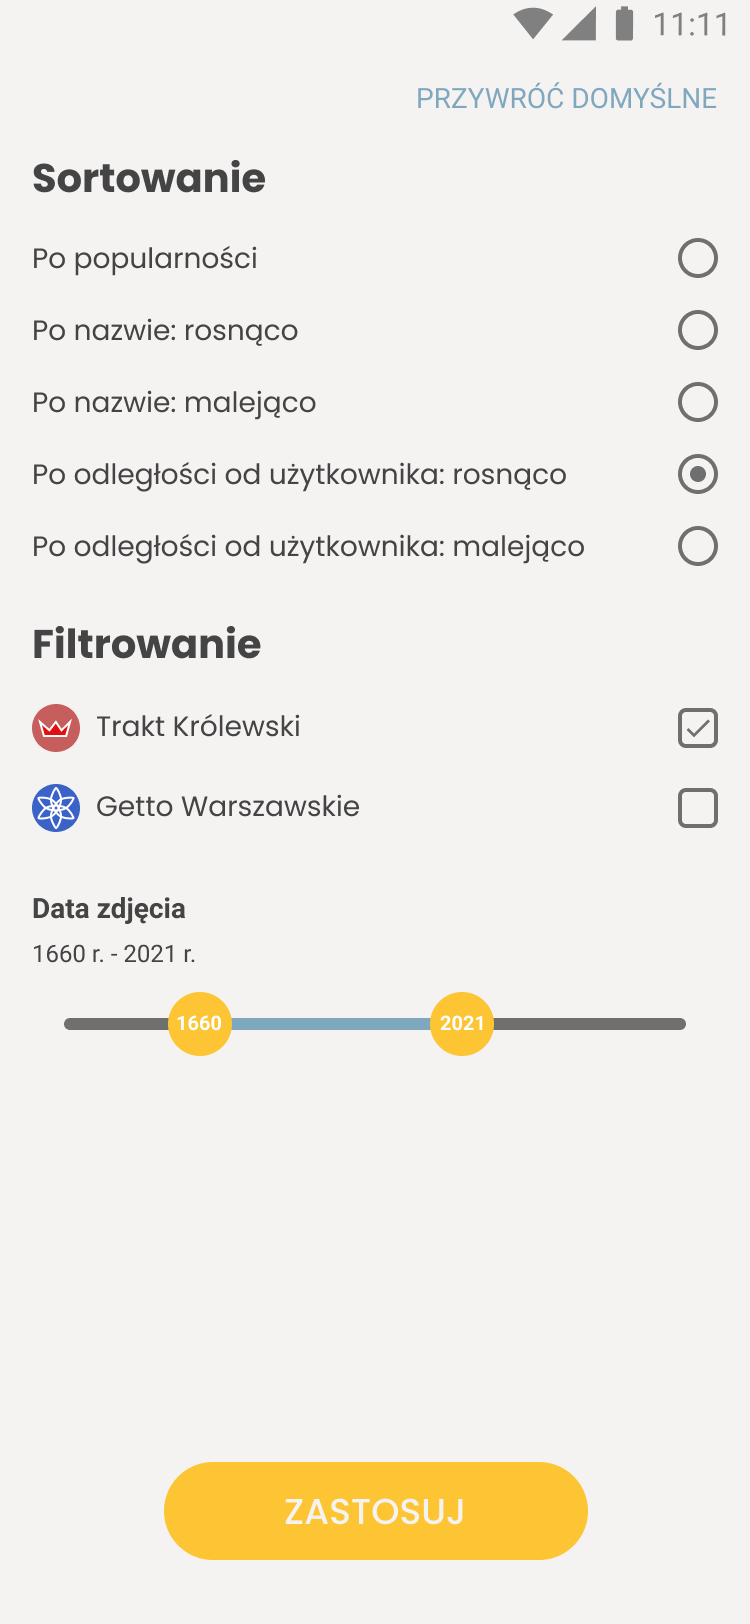 11:11
PRZYWRÓĆ DOMYŚLNE
Sortowanie
Po popularności
Po nazwie: rosnąco
Po nazwie: malejąco
Po odległości od użytkownika: rosnąco
Po odległości od użytkownika: malejąco
Filtrowanie
Trakt Królewski
Getto Warszawskie
Data zdjęcia
1660 r. - 2021 r.
1660 2021
ZASTOSUJ